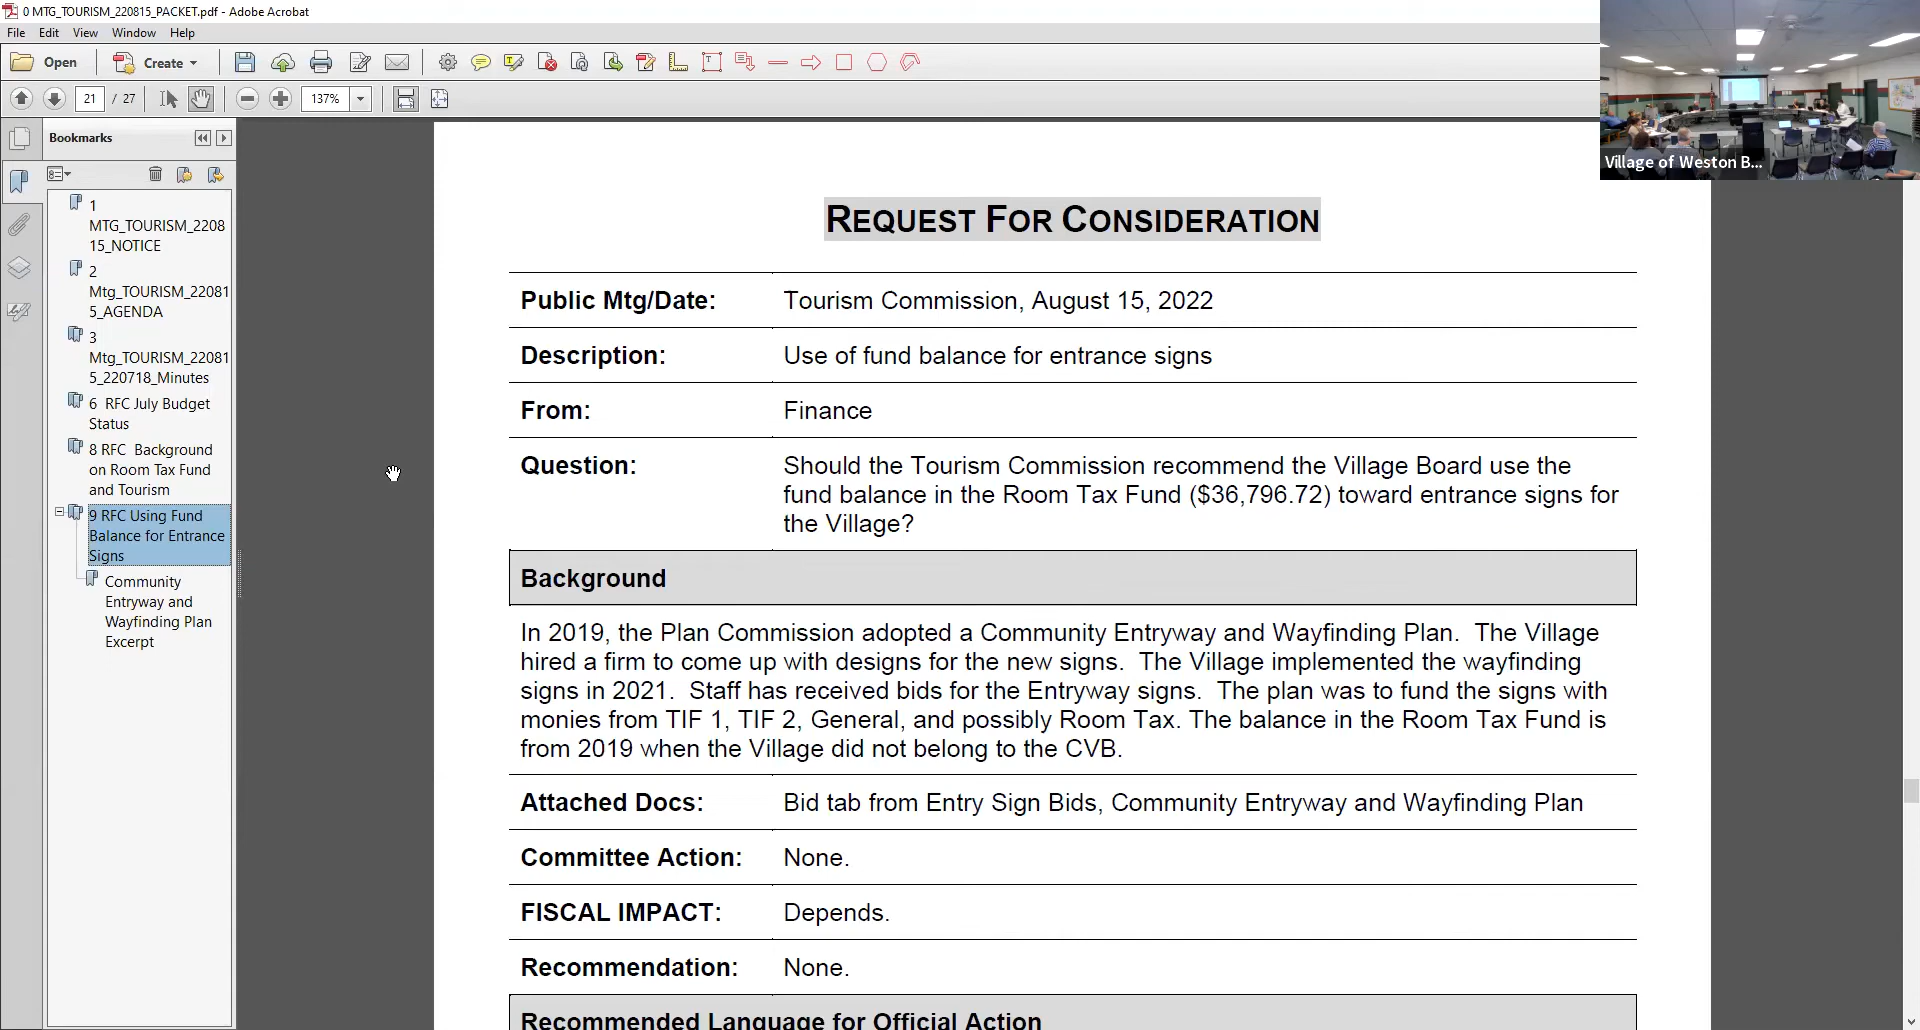 0 MTG_TOURISM_220815_PACKET.pdf - Adobe Acrobat
File Edit View Window Help
Open Create
21 / 27 137%
Village of Weston B...
Bookmarks
1
MTG_TOURISM_2208
15_NOTICE
2
Mtg_TOURISM_22081
5_AGENDA
3
Mtg_TOURISM_22081
5_220718_Minutes
6 RFC July Budget
Status
8 RFC Background
on Room Tax Fund
and Tourism
9 RFC Using Fund
Balance for Entrance
Signs
Community
Entryway and
Wayfinding Plan
Excerpt
REQUEST FOR CONSIDERATION
Public Mtg/Date: Tourism Commission, August 15, 2022
Description: Use of fund balance for entrance signs
From: Finance
Question: Should the Tourism Commission recommend the Village Board use the
fund balance in the Room Tax Fund ($36,796.72) toward entrance signs for
the Village?
Background
In 2019, the Plan Commission adopted a Community Entryway and Wayfinding Plan. The Village
hired a firm to come up with designs for the new signs. The Village implemented the wayfinding
signs in 2021. Staff has received bids for the Entryway signs. The plan was to fund the signs with
monies from TIF 1, TIF 2, General, and possibly Room Tax. The balance in the Room Tax Fund is
from 2019 when the Village did not belong to the CVB.
Attached Docs: Bid tab from Entry Sign Bids, Community Entryway and Wayfinding Plan
Committee Action: None.
FISCAL IMPACT: Depends.
Recommendation: None.
Recommended Language for Official Action